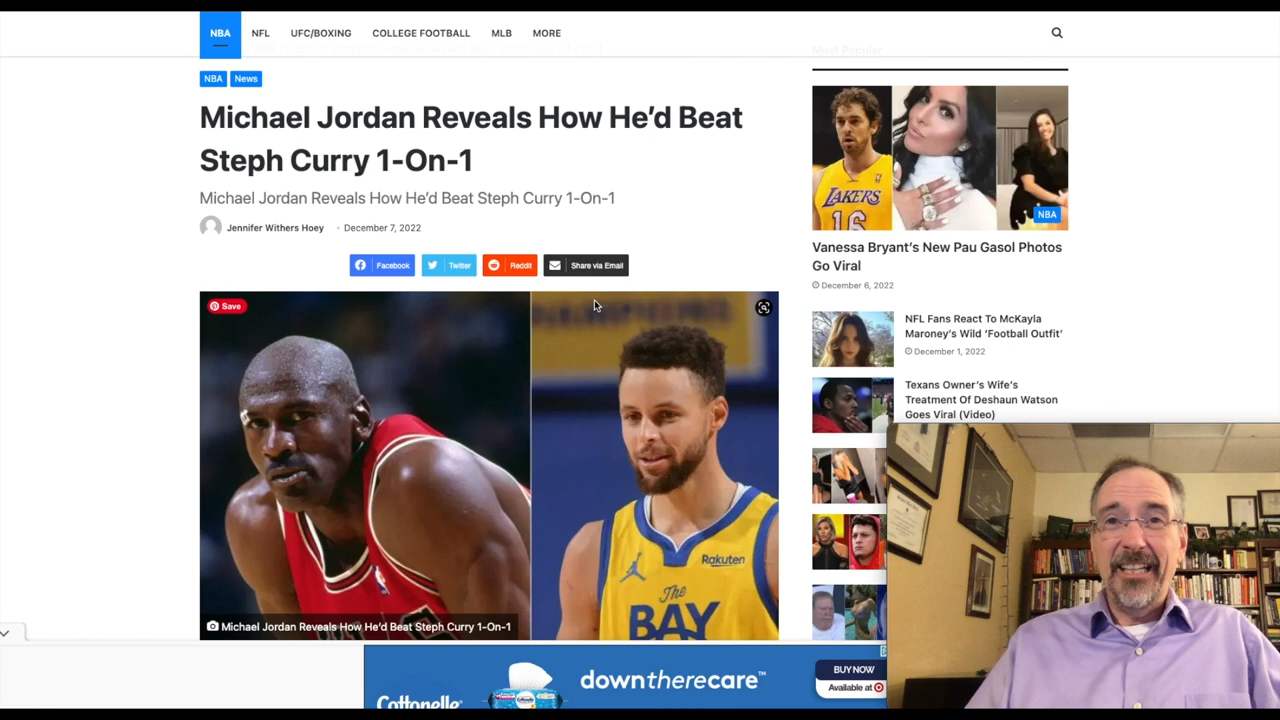 NBA NFL UFC/BOXING COLLEGE FOOTBALL MLB MORE
NBA News
Michael Jordan Reveals How He'd Beat
Steph Curry 1-On-1
Michael Jordan Reveals How He'd Beat Steph Curry 1-On-1
Jennifer Withers Hoey December 7, 2022
Facebook Twitter Reddit Share via Email
Save
Rakuten
The
BAY
Michael Jordan Reveals How He'd Beat Steph Curry 1-On-1
Most Popular
LAKERS
16
NBA
Vanessa Bryant's New Pau Gasol Photos
Go Viral
December 6, 2022
NFL Fans React To McKayla
Maroney's Wild 'Football Outfit'
December 1, 2022
Texans Owner's Wife's
Treatment Of Deshaun Watson
Goes Viral (Video)
Cottonelle
downtherecare™
BUY NOW
Available at